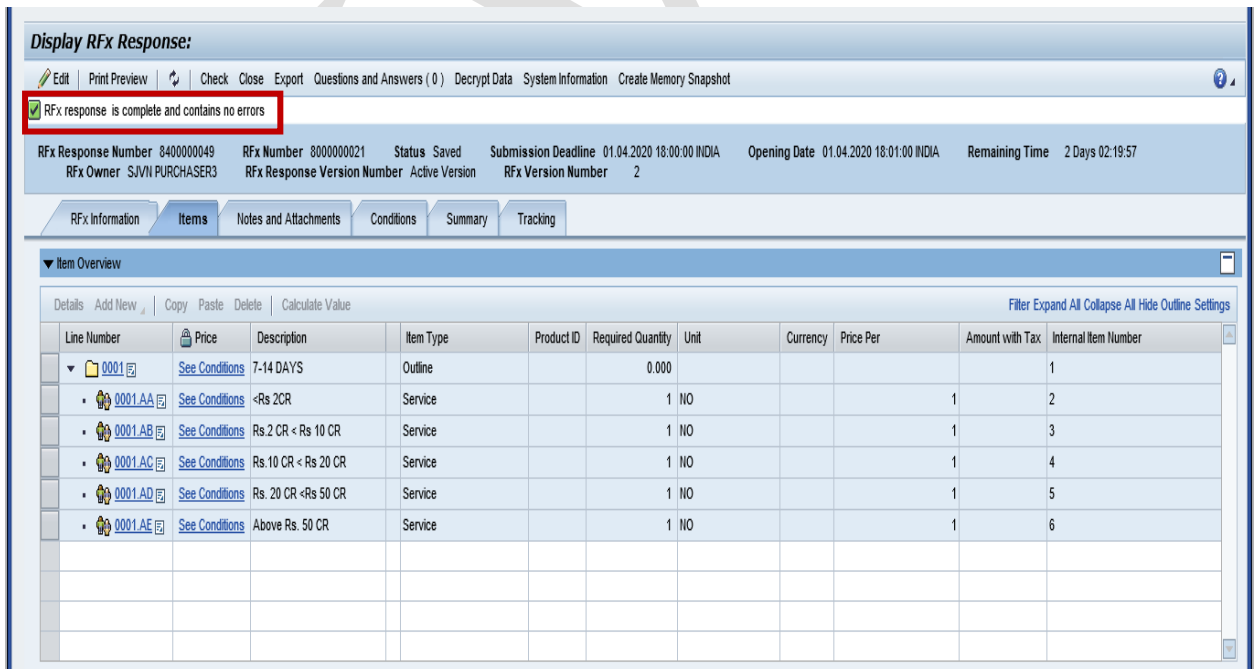 Display RFx Response:
Edit Print Preview Check Close Export Questions and Answers ( 0 ) Decrypt Data System Information Create Memory Snapshot
RFx response is complete and contains no errors
RFx Response Number 8400000049 RFx Number 8000000021 Status Saved Submission Deadline 01.04.2020 18:00:00 INDIA Opening Date 01.04.2020 18:01:00 INDIA Remaining Time 2 Days 02:19:57
RFx Owner SJVN PURCHASER3 RFx Response Version Number Active Version RFx Version Number 2
RFx Information Items Notes and Attachments Conditions Summary Tracking
Item Overview
Details Add New Copy Paste Delete Calculate Value Filter Expand All Collapse All Hide Outline Settings
Line Number Price Description Item Type Product ID Required Quantity Unit Currency Price Per Amount with Tax Internal Item Number
0001 See Conditions 7-14 DAYS Outline 0.000 1
0001.AA See Conditions <Rs 2CR Service 1 NO 1 2
0001.AB See Conditions Rs.2 CR < Rs 10 CR Service 1 NO 1 3
0001.AC See Conditions Rs.10 CR < Rs 20 CR Service 1 NO 1 4
0001.AD See Conditions Rs. 20 CR <Rs 50 CR Service 1 NO 1 5
0001.AE See Conditions Above Rs. 50 CR Service 1 NO 1 6